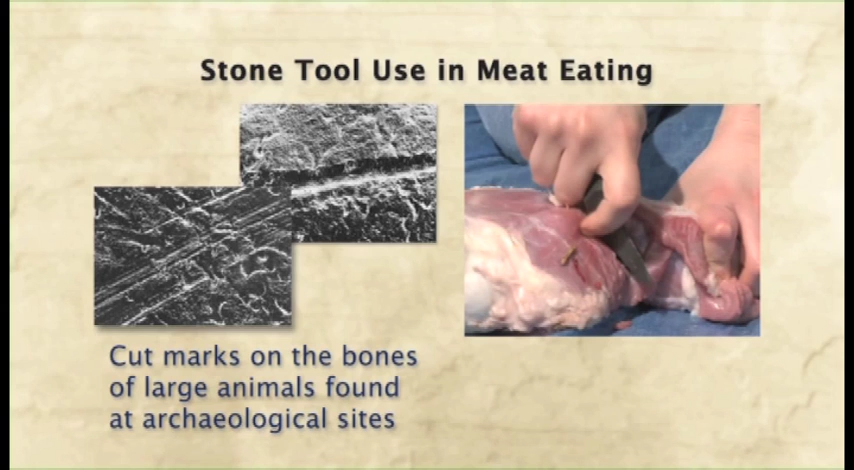 Stone Tool Use in Meat Eating
Cut marks on the bones
of large animals found
at archaeological sites